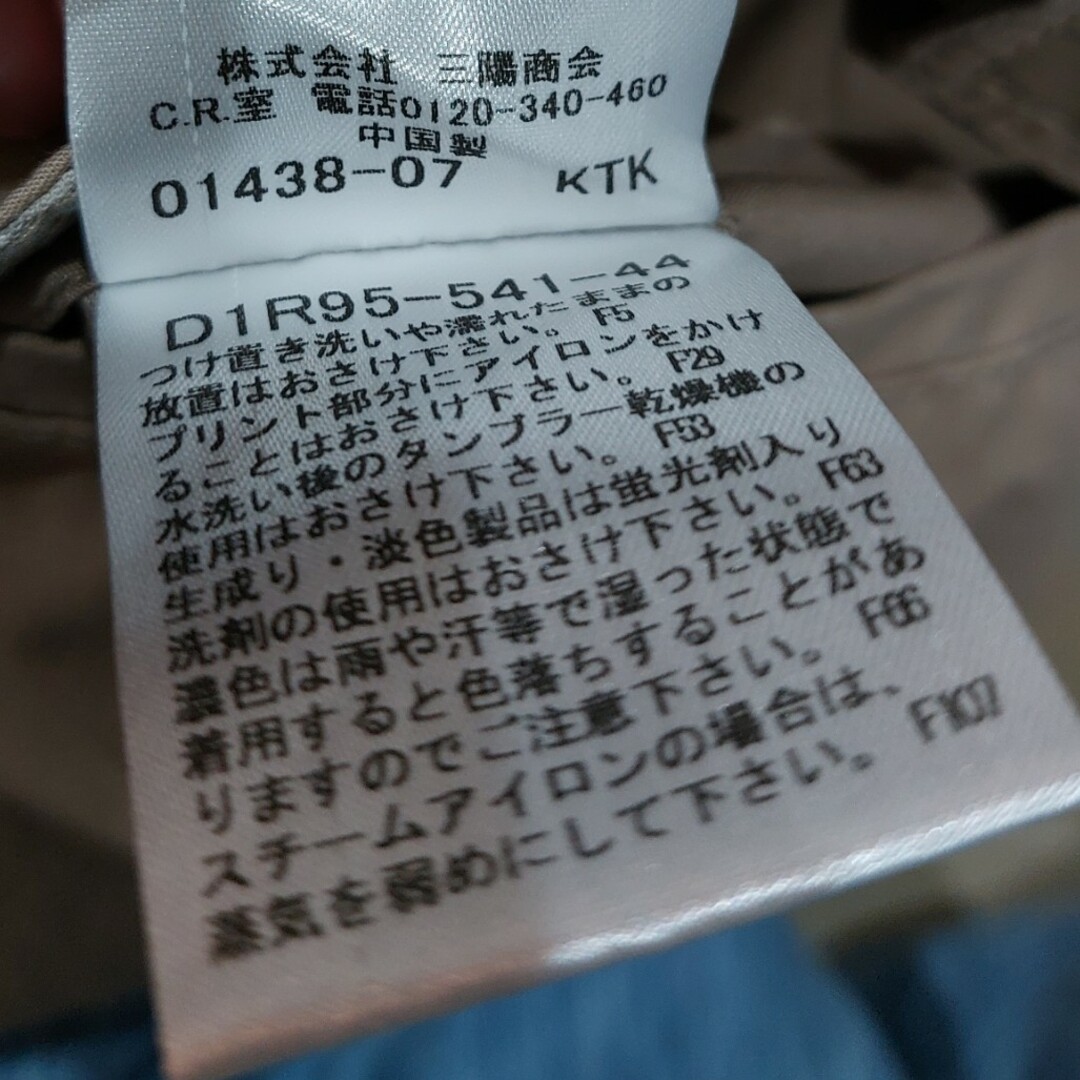 株式会社 三陽商会
C.R.室 電話0120-340-460
中国製
01438-07 KTK
D1R95-541-44
つけ置き洗いや濡れたままの
放置はおさけ下さい。 F5
プリント部分にアイロンをかけ
ることはおさけ下さい。 F29
水洗い後のタンブラー乾燥機の
使用はおさけ下さい。 F53
生成り・淡色製品は蛍光剤入り
洗剤の使用はおさけ下さい。 F63
濃色は雨や汗等で湿った状態で
着用すると色落ちすることがあ
りますのでご注意下さい。 F66
スチームアイロンの場合は、
蒸気を弱めにして下さい。 F107